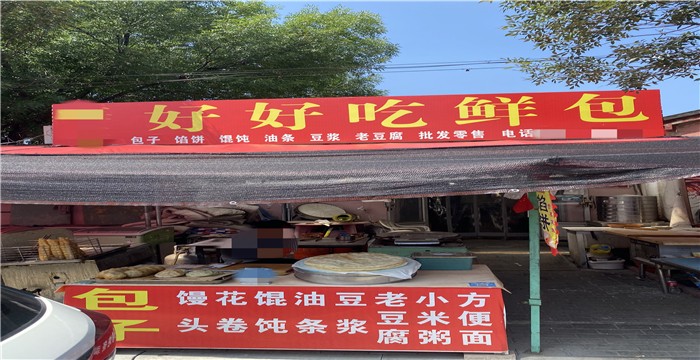 好好吃鲜包
包子 馅饼 馄饨 油条 豆浆 老豆腐 批发零售 电话
包子
馒头 花卷 馄饨 油条 豆浆 老豆腐 小米粥 方便面